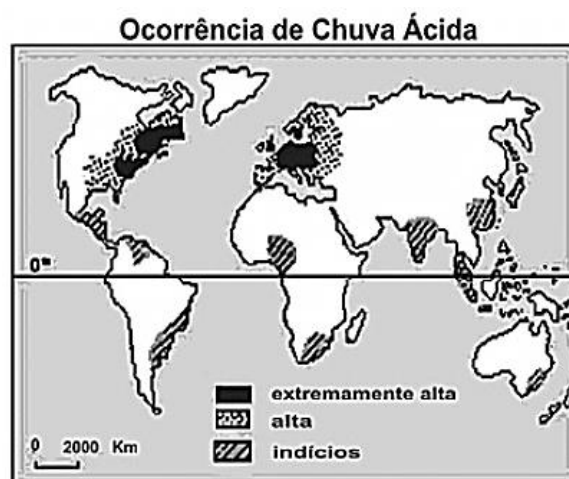 Ocorrência de Chuva Ácida
0°
extremamente alta
alta
indícios
0 2000 Km